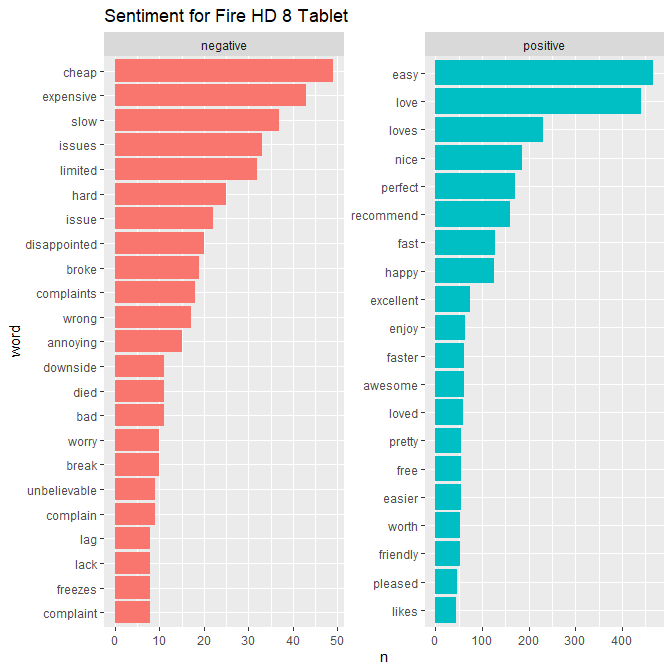 Sentiment for Fire HD 8 Tablet
negative
cheap
expensive
slow
issues
limited
hard
issue
disappointed
broke
complaints
wrong
annoying
downside
died
bad
worry
break
unbelievable
complain
lag
lack
freezes
complaint
0 10 20 30 40 50
positive
easy
love
loves
nice
perfect
recommend
fast
happy
excellent
enjoy
faster
awesome
loved
pretty
free
easier
worth
friendly
pleased
likes
0 100 200 300 400
word
n